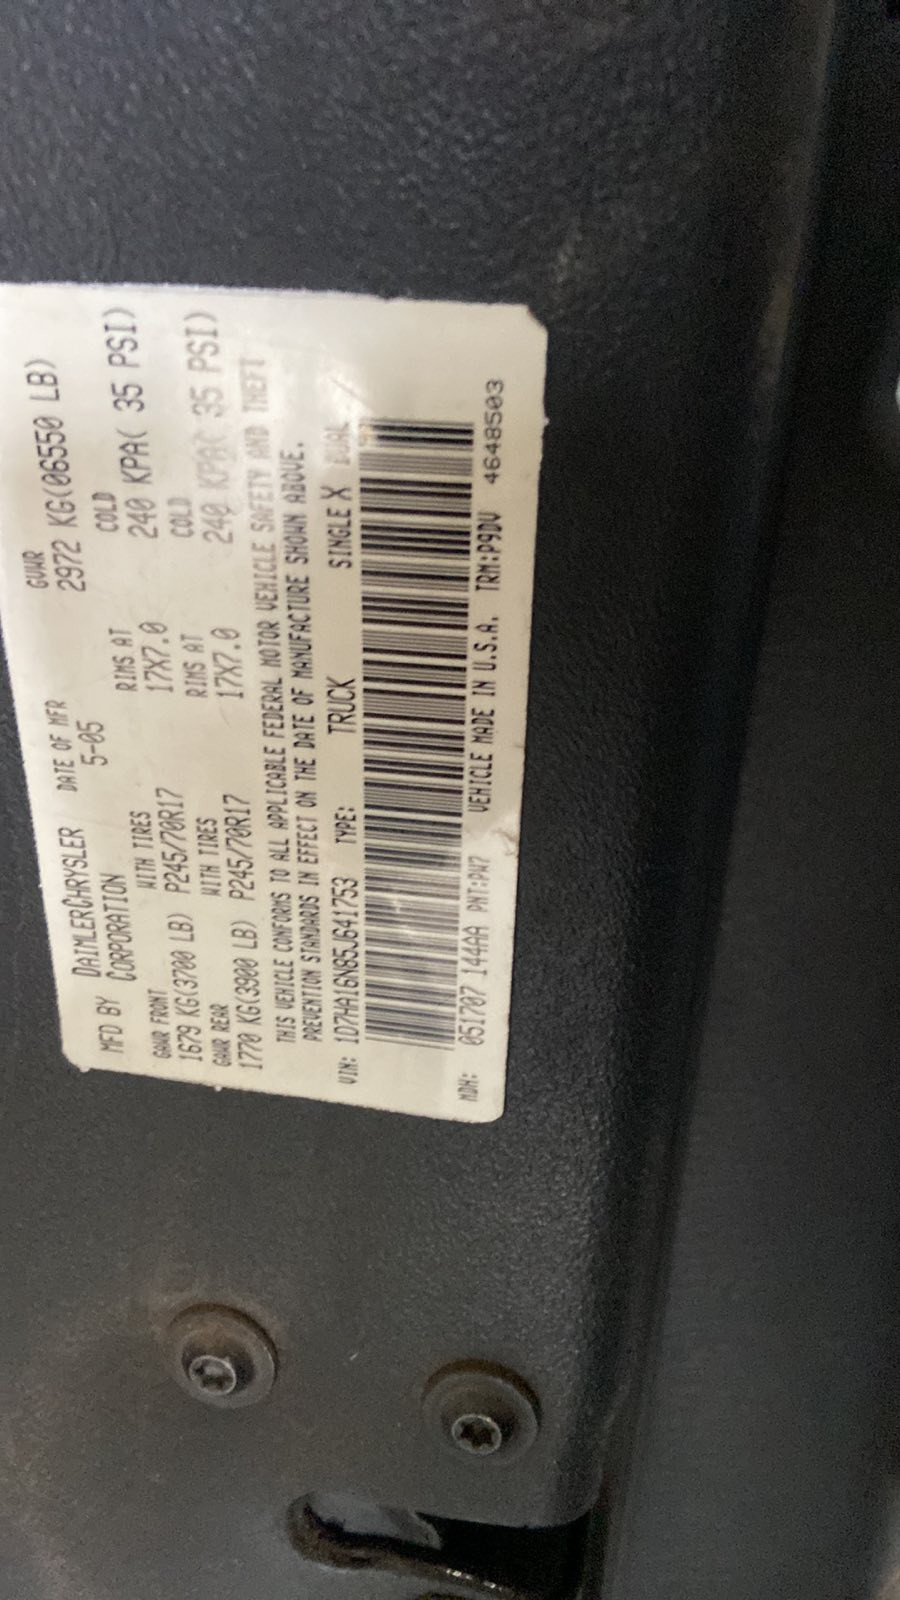 MFD BY DAIMLERCHRYSLER CORPORATION DATE OF MFR 5-05 GVWR 2972 KG(06550 LB)
GAWR FRONT WITH TIRES RIMS AT COLD
1679 KG(3700 LB) P245/70R17 17X7.0 240 KPA( 35 PSI)
GAWR REAR WITH TIRES RIMS AT COLD
1770 KG(3900 LB) P245/70R17 17X7.0 240 KPA( 35 PSI)
THIS VEHICLE CONFORMS TO ALL APPLICABLE FEDERAL MOTOR VEHICLE SAFETY AND THEFT
PREVENTION STANDARDS IN EFFECT ON THE DATE OF MANUFACTURE SHOWN ABOVE.
VIN: 1D7HA16N85J641753 TYPE: TRUCK SINGLE X DUAL
MDH: 051707 144AA PNT:PW7 VEHICLE MADE IN U.S.A. TRM:P9DV 4648503